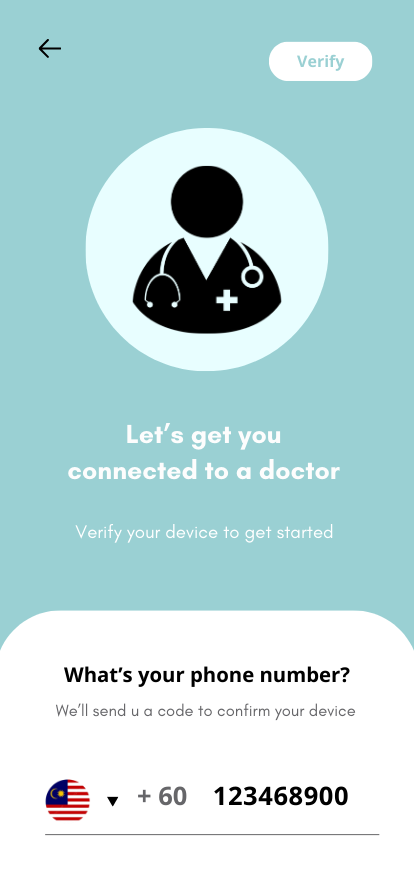 Verify
Let's get you
connected to a doctor
Verify your device to get started
What's your phone number?
We'll send u a code to confirm your device
+ 60 123468900